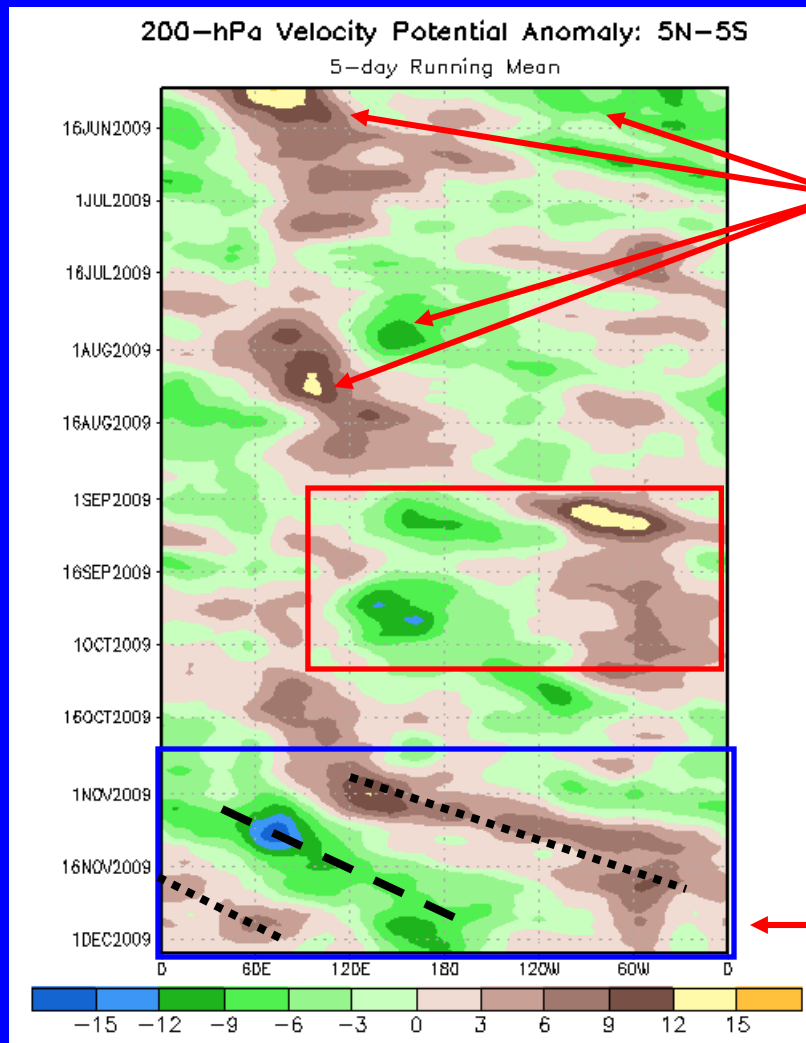 200-hPa Velocity Potential Anomaly: 5N-5S
5-day Running Mean
16JUN2009
1JUL2009
16JUL2009
1AUG2009
16AUG2009
1SEP2009
16SEP2009
1OCT2009
16OCT2009
1NOV2009
16NOV2009
1DEC2009
0 60E 120E 180 120W 60W 0
-15 -12 -9 -6 -3 0 3 6 9 12 15